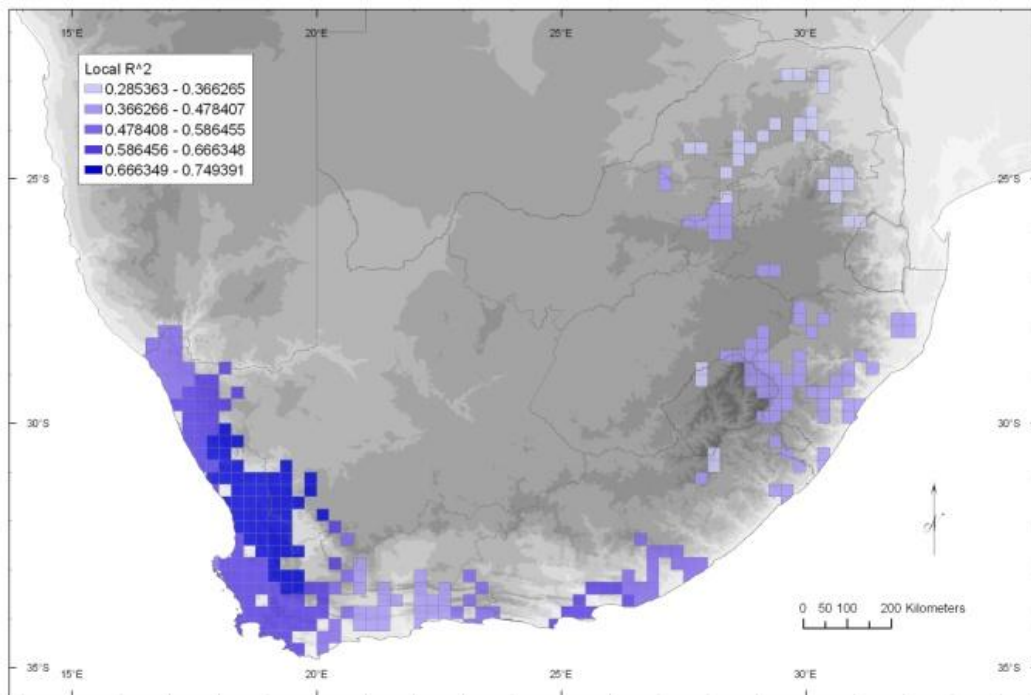 15°E 20°E 30°E
Local R^2
0.285363 - 0.366265
0.366266 - 0.478407
0.478408 - 0.586455
0.586456 - 0.666348
0.666349 - 0.749391
25°S 25°S
30°S 30°S
0 50 100 200 Kilometers
35°S 35°S
15°E 20°E 25°E 30°E